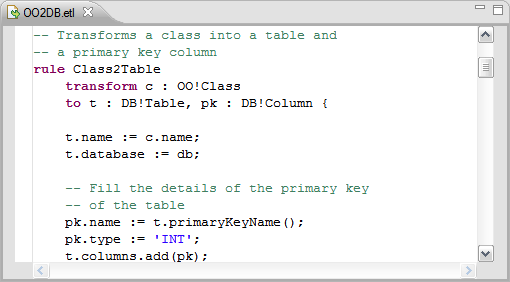 OO2DB.etl
-- Transforms a class into a table and
-- a primary key column
rule Class2Table
    transform c : OO!Class
    to t : DB!Table, pk : DB!Column {

    t.name := c.name;
    t.database := db;

    -- Fill the details of the primary key
    -- of the table
    pk.name := t.primaryKeyName();
    pk.type := 'INT';
    t.columns.add(pk);